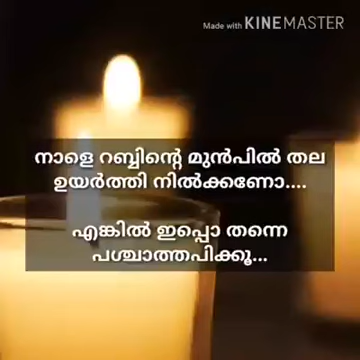 Made with KINEMASTER
നാളെ റബ്ബിന്റെ മുൻപിൽ തല
ഉയർത്തി നിൽക്കണോ....
എങ്കിൽ ഇപ്പൊ തന്നെ
പശ്ചാത്തപിക്കൂ...